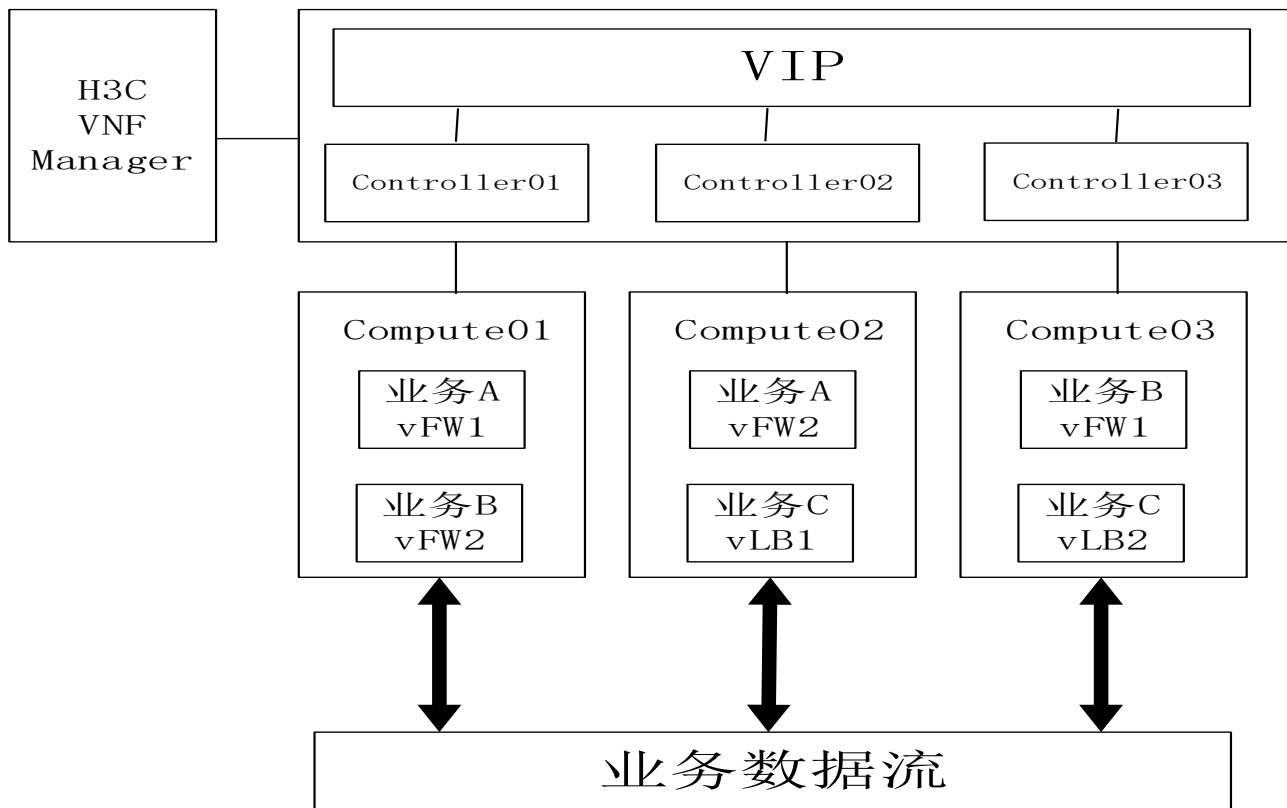 H3C
VNF
Manager
VIP
Controller01
Controller02
Controller03
Compute01
业务A
vFW1
业务B
vFW2
Compute02
业务A
vFW2
业务C
vLB1
Compute03
业务B
vFW1
业务C
vLB2
业务数据流